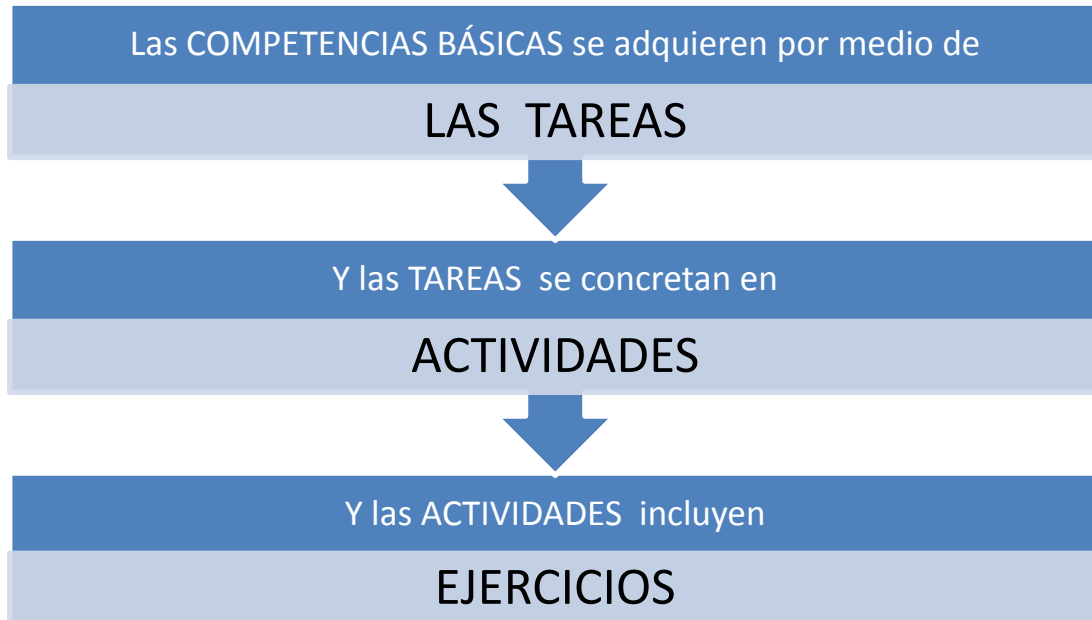 Las COMPETENCIAS BÁSICAS se adquieren por medio de
LAS TAREAS
Y las TAREAS se concretan en
ACTIVIDADES
Y las ACTIVIDADES incluyen
EJERCICIOS